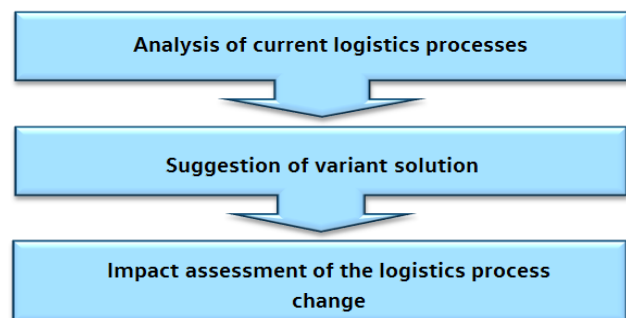 Analysis of current logistics processes
Suggestion of variant solution
Impact assessment of the logistics process
change